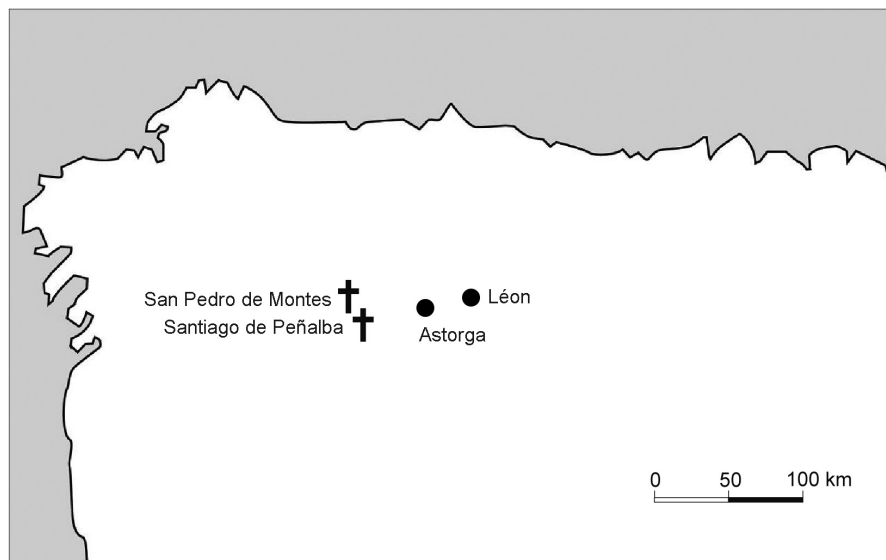 San Pedro de Montes
Léon
Santiago de Peñalba
Astorga
0 50 100 km